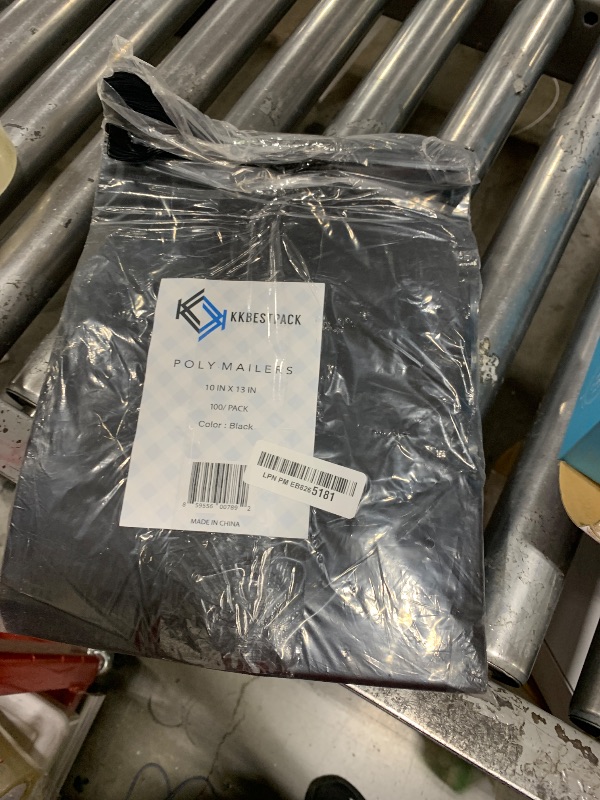 KKBESTPACK
POLY MAILERS
10 IN X 13 IN
100/ PACK
Color : Black
LPN PM EB8265181
MADE IN CHINA